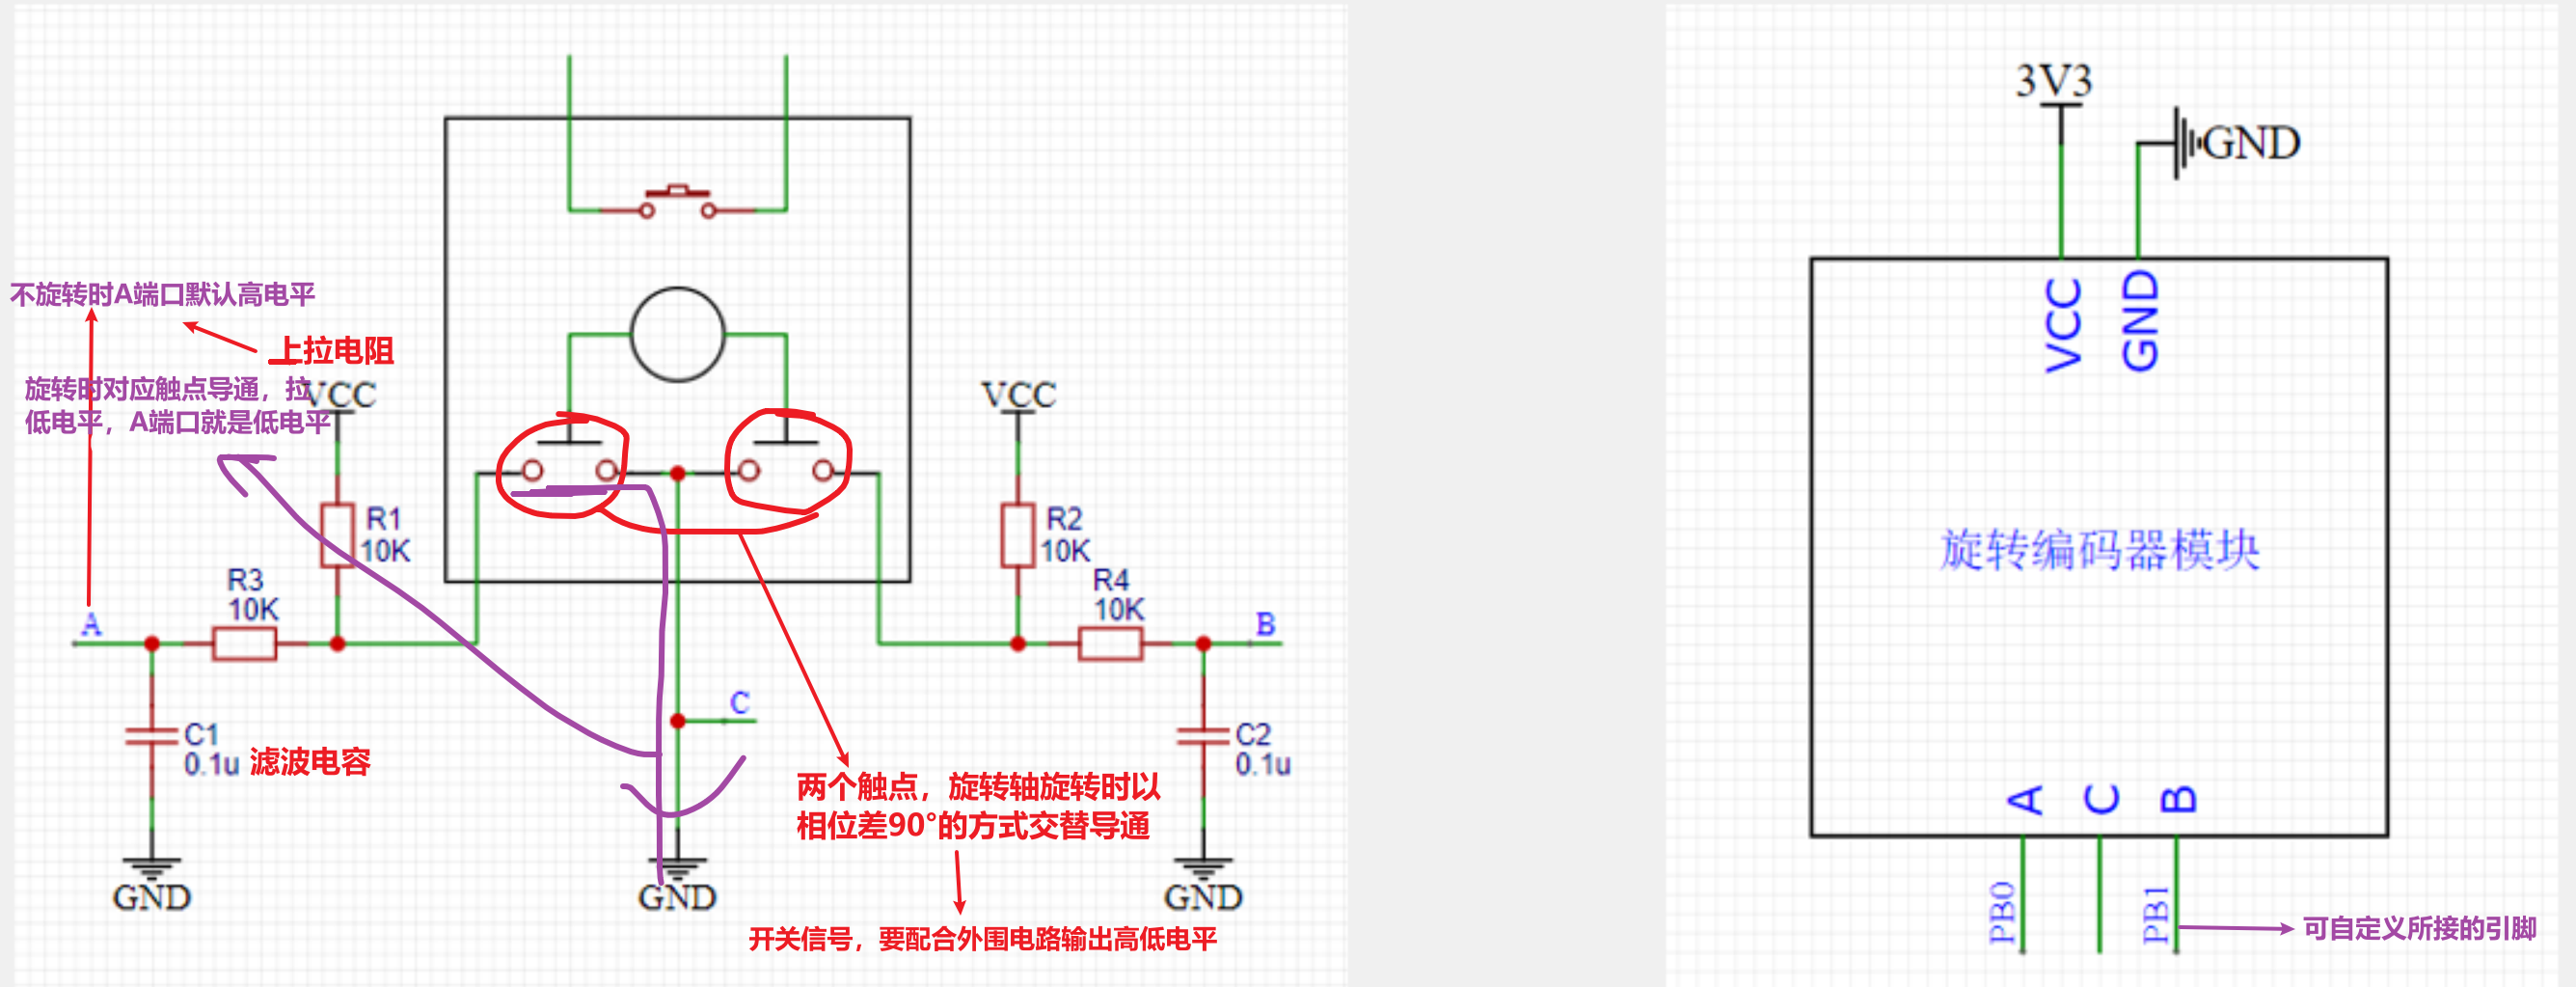 不旋转时A端口默认高电平
上拉电阻
旋转时对应触点导通，拉
低电平，A端口就是低电平
VCC
R1
10K
R3
10K
A
C1
0.1u
滤波电容
GND
C
GND
VCC
R2
10K
R4
10K
B
C2
0.1u
GND
两个触点，旋转轴旋转时以
相位差90°的方式交替导通
开关信号，要配合外围电路输出高低电平
3V3
GND
VCC
GND
旋转编码器模块
A
C
B
PB0
PB1
可自定义所接的引脚